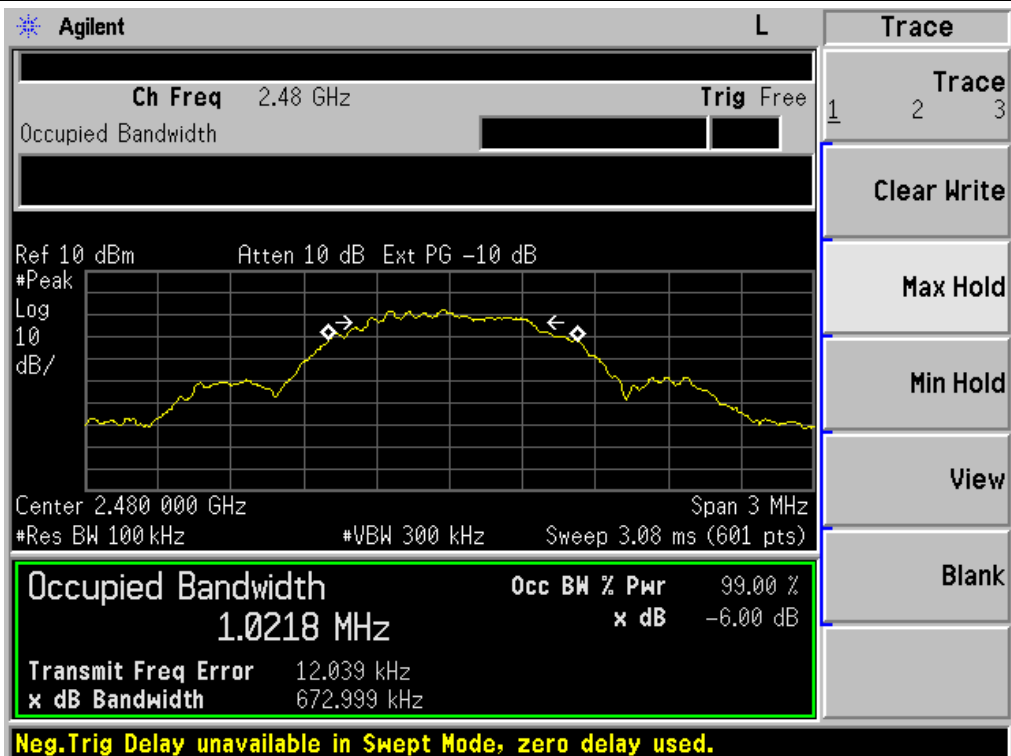 Agilent L
Ch Freq 2.48 GHz Trig Free
Occupied Bandwidth
Ref 10 dBm Atten 10 dB Ext PG -10 dB
#Peak
Log
10
dB/
Center 2.480 000 GHz Span 3 MHz
#Res BW 100 kHz #VBW 300 kHz Sweep 3.08 ms (601 pts)
Occupied Bandwidth Occ BW % Pwr 99.00 %
1.0218 MHz x dB -6.00 dB
Transmit Freq Error 12.039 kHz
x dB Bandwidth 672.999 kHz
Neg.Trig Delay unavailable in Swept Mode, zero delay used.
Trace
Trace
1 2 3
Clear Write
Max Hold
Min Hold
View
Blank